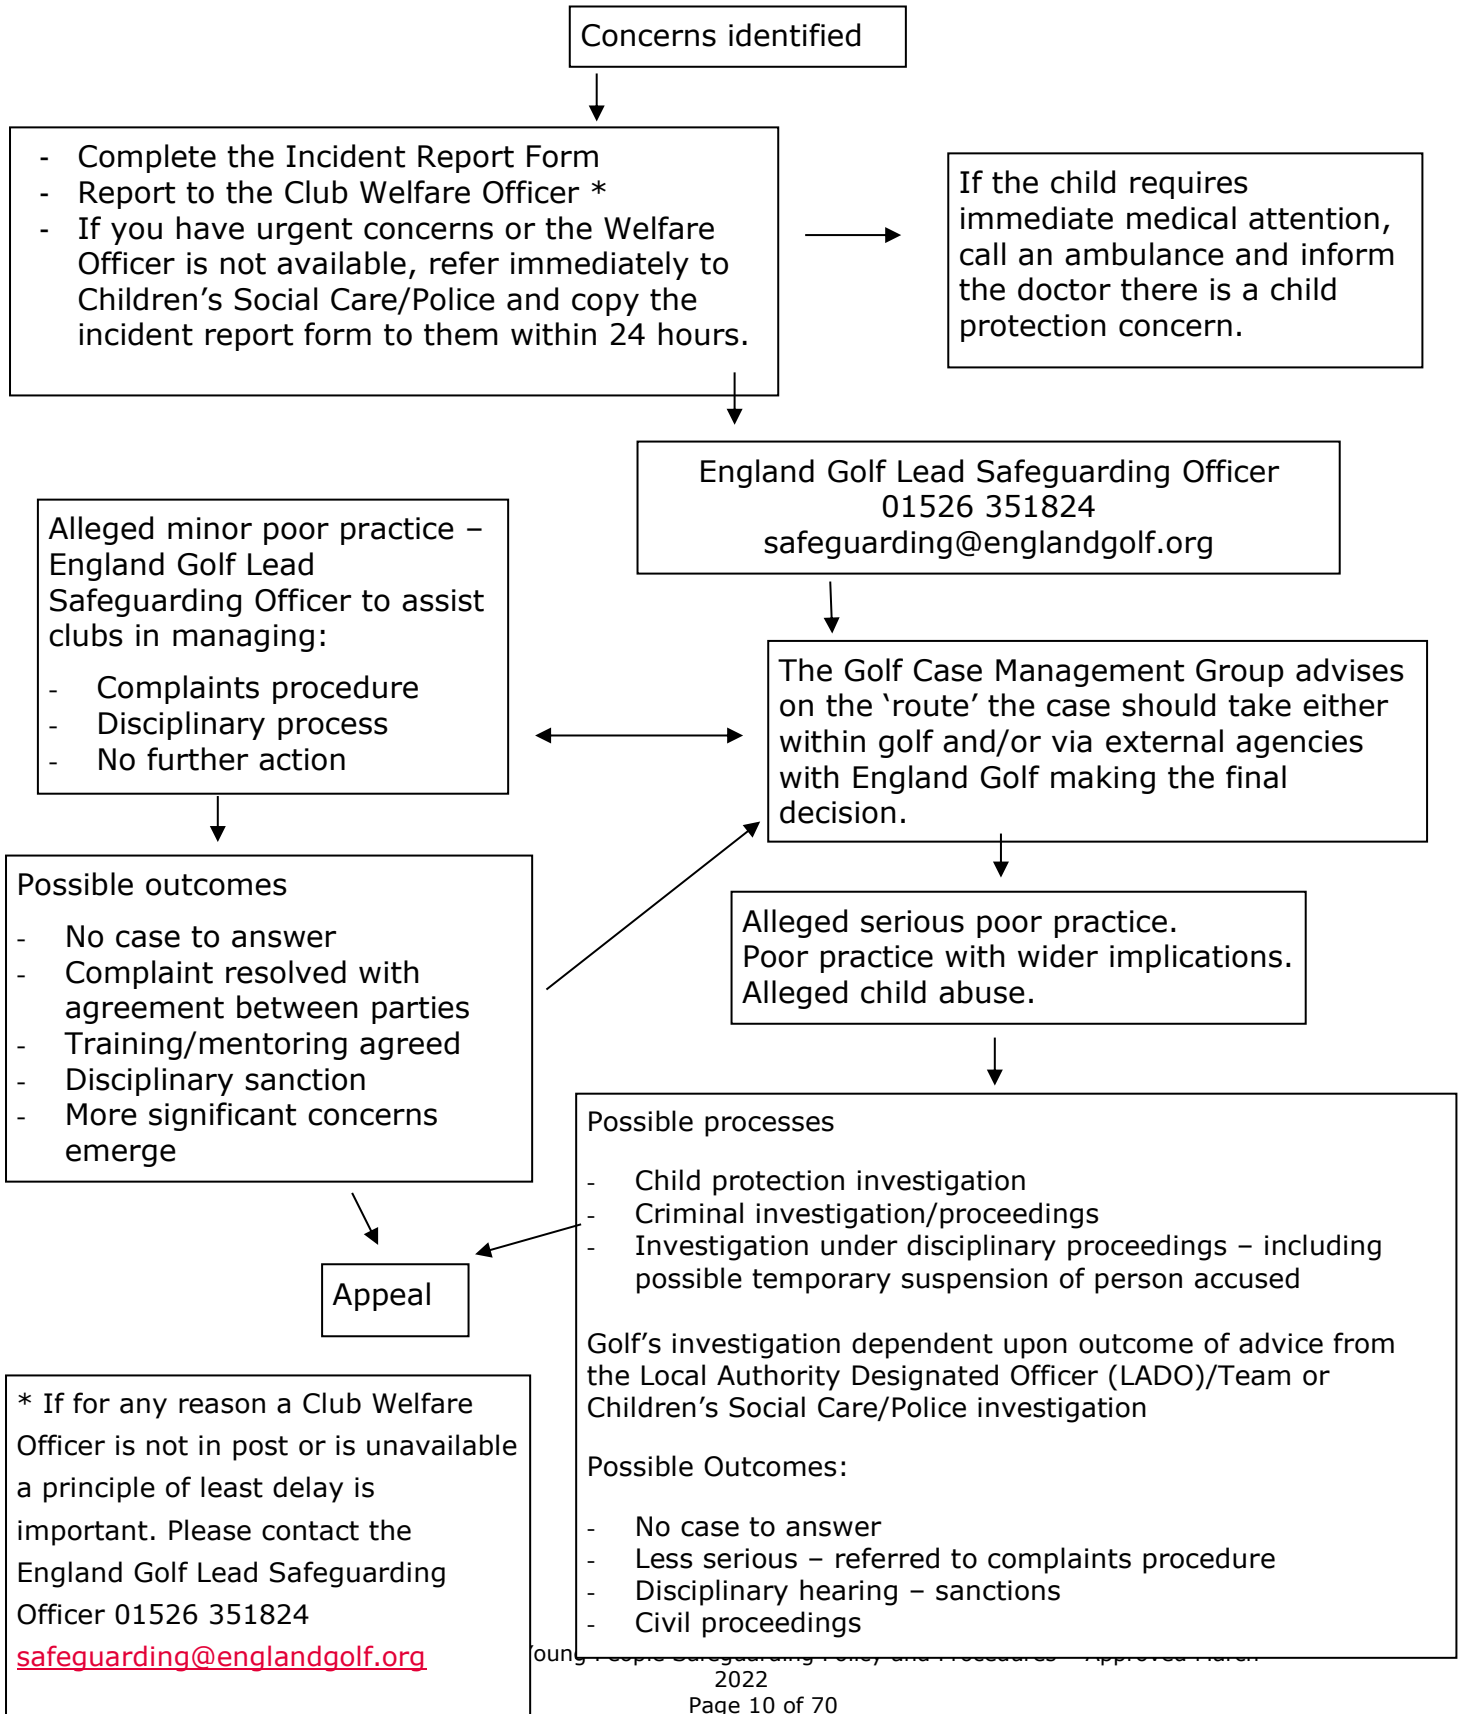 Concerns identified
- Complete the Incident Report Form
- Report to the Club Welfare Officer *
- If you have urgent concerns or the Welfare
Officer is not available, refer immediately to
Children’s Social Care/Police and copy the
incident report form to them within 24 hours.
If the child requires
immediate medical attention,
call an ambulance and inform
the doctor there is a child
protection concern.
England Golf Lead Safeguarding Officer
01526 351824
safeguarding@englandgolf.org
Alleged minor poor practice –
England Golf Lead
Safeguarding Officer to assist
clubs in managing:
- Complaints procedure
- Disciplinary process
- No further action
The Golf Case Management Group advises
on the ‘route’ the case should take either
within golf and/or via external agencies
with England Golf making the final
decision.
Possible outcomes
- No case to answer
- Complaint resolved with
agreement between parties
- Training/mentoring agreed
- Disciplinary sanction
- More significant concerns
emerge
Alleged serious poor practice.
Poor practice with wider implications.
Alleged child abuse.
Possible processes
- Child protection investigation
- Criminal investigation/proceedings
- Investigation under disciplinary proceedings – including
possible temporary suspension of person accused
Golf’s investigation dependent upon outcome of advice from
the Local Authority Designated Officer (LADO)/Team or
Children’s Social Care/Police investigation
Possible Outcomes:
- No case to answer
- Less serious – referred to complaints procedure
- Disciplinary hearing – sanctions
- Civil proceedings
Appeal
* If for any reason a Club Welfare
Officer is not in post or is unavailable
a principle of least delay is
important. Please contact the
England Golf Lead Safeguarding
Officer 01526 351824
safeguarding@englandgolf.org
Young People Safeguarding Policy and Procedures – Approved March
2022
Page 10 of 70